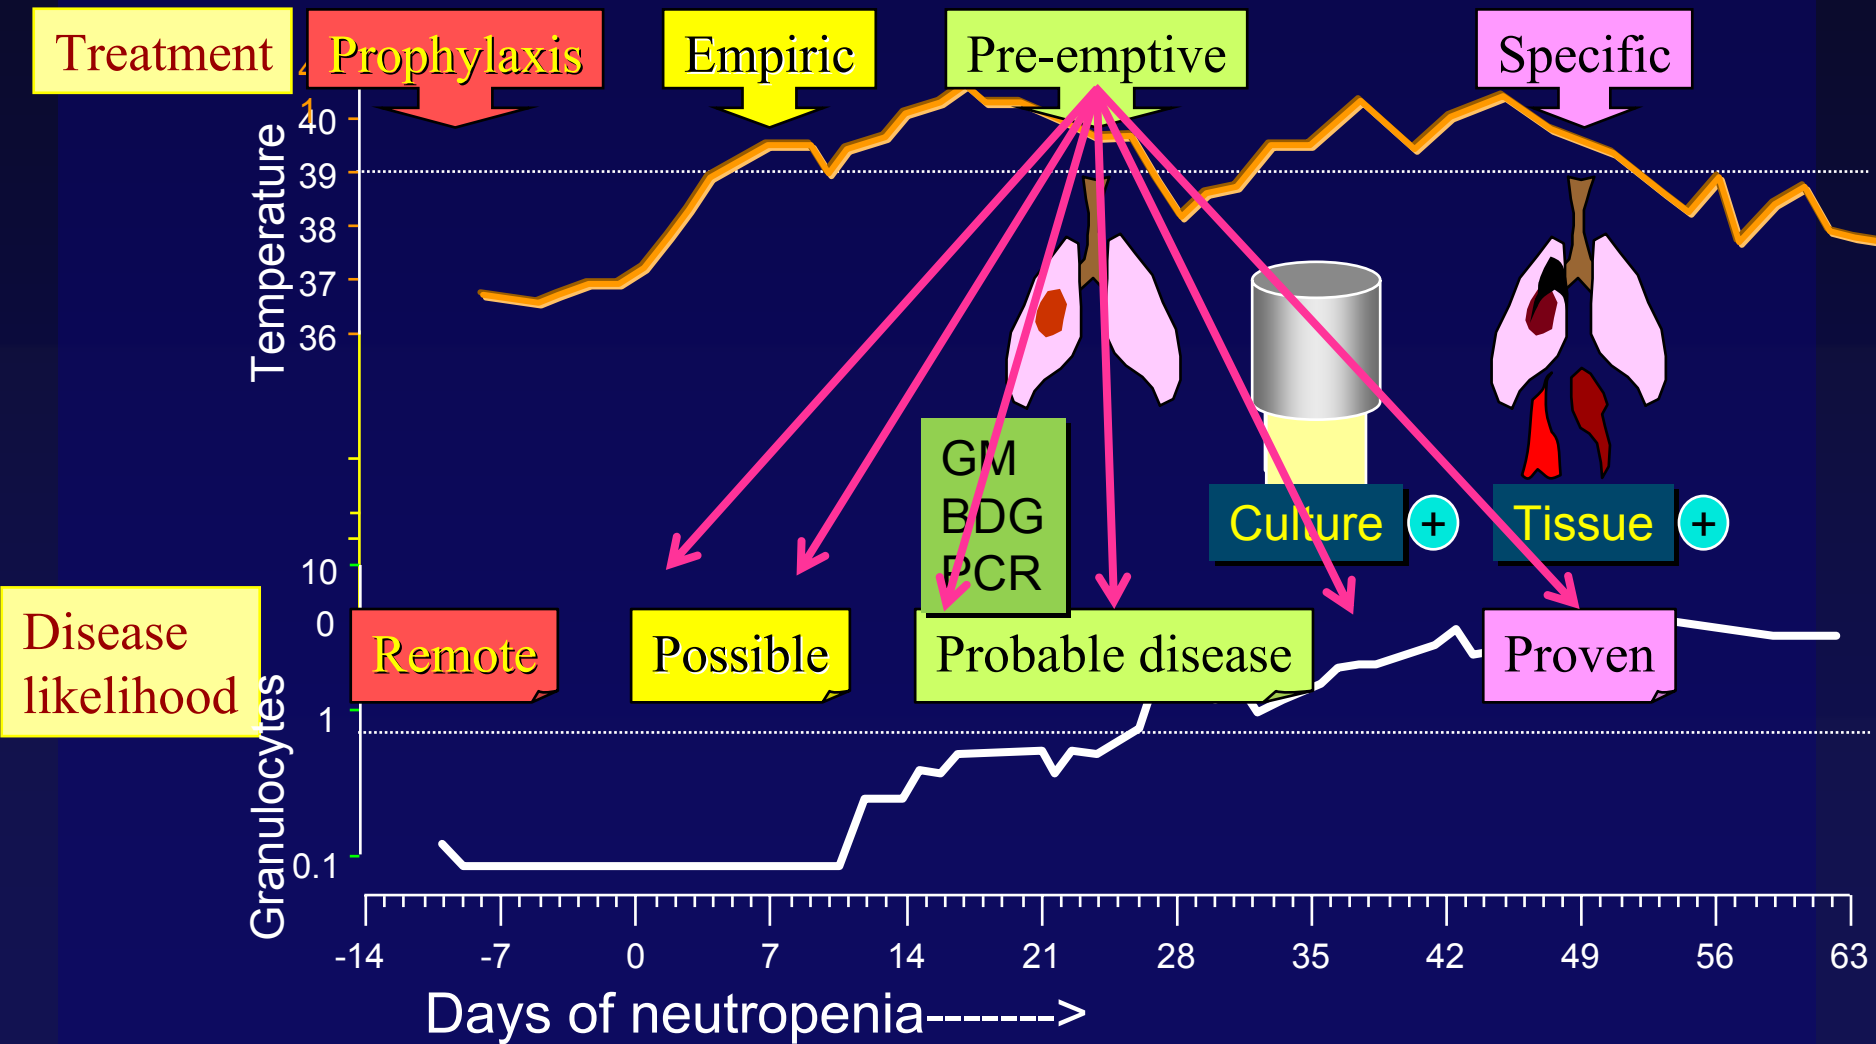 Treatment
Prophylaxis
Empiric
Pre-emptive
Specific
4
1
40
39
38
37
36
Temperature
GM
BDG
PCR
Culture
+
Tissue
+
10
0
1
0.1
Granulocytes
Disease
likelihood
Remote
Possible
Probable disease
Proven
-14 -7 0 7 14 21 28 35 42 49 56 63
Days of neutropenia------->